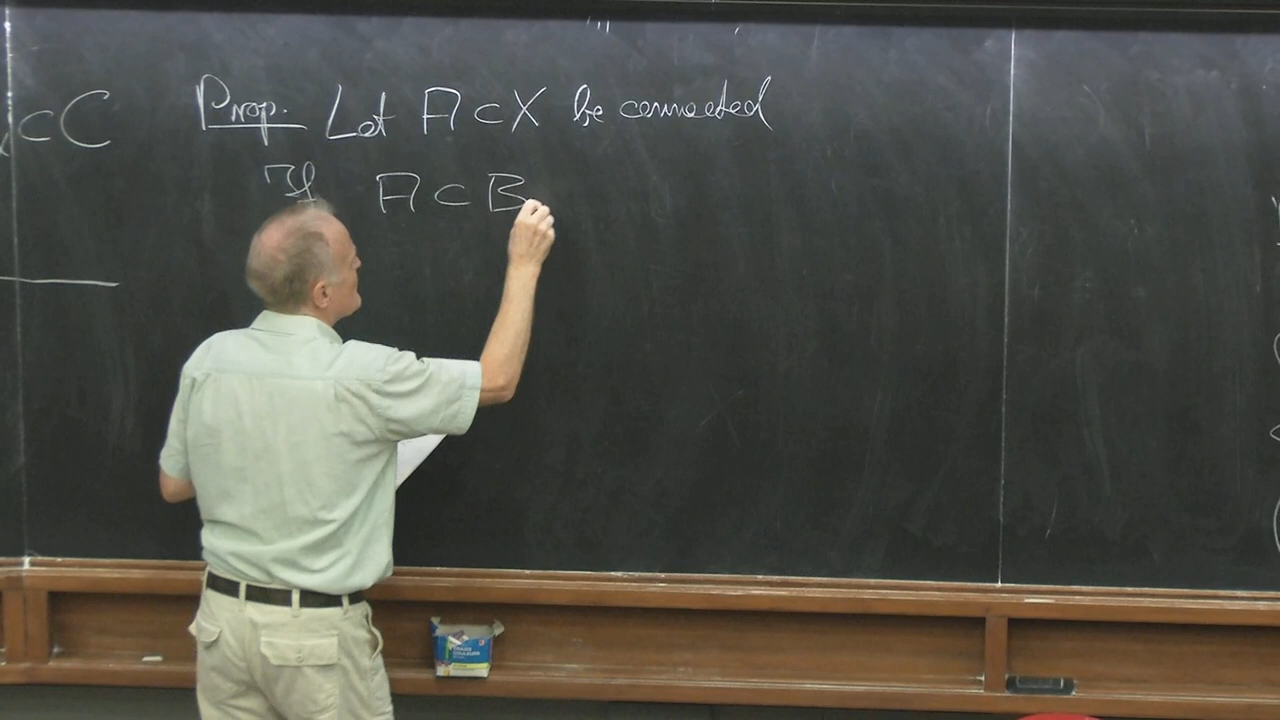 ⊂ C
Prop. Let A ⊂ X be connected
If A ⊂ B